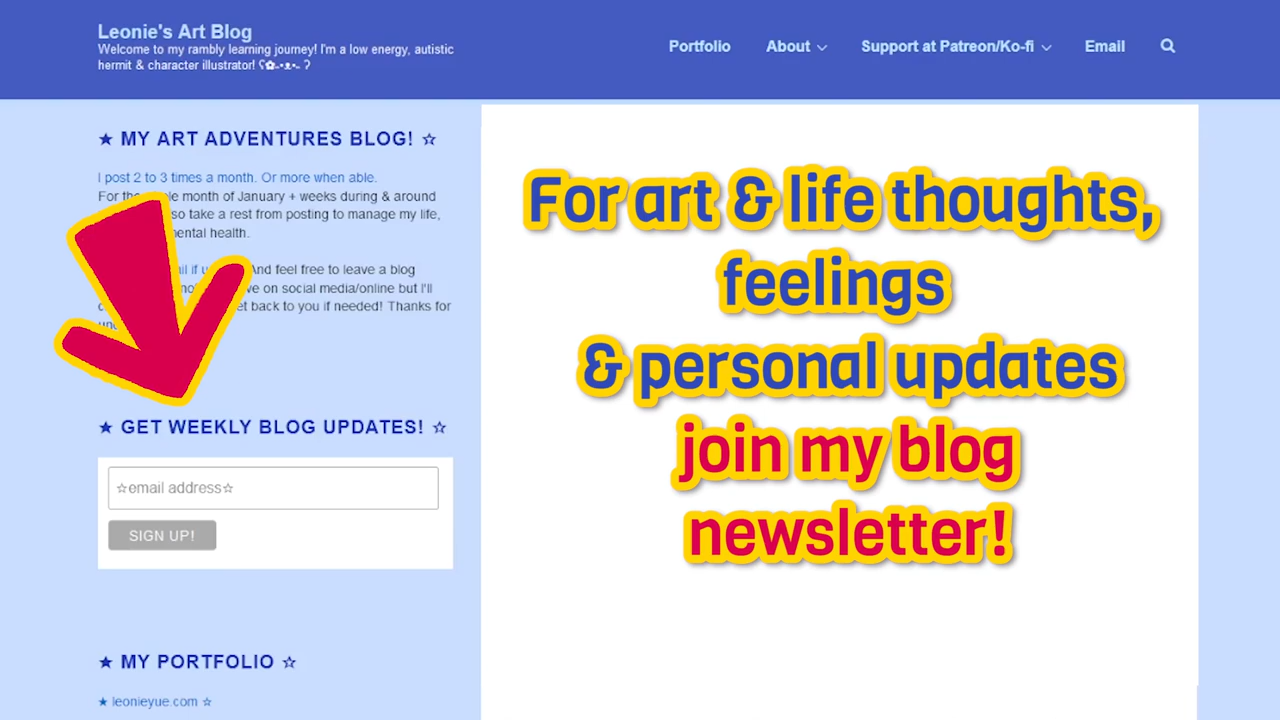 Leonie's Art Blog
Welcome to my rambly learning journey! I'm a low energy, autistic
hermit & character illustrator! ʕ✿˶•ᴥ•˶ ʔ
Portfolio
About
Support at Patreon/Ko-fi
Email
★ MY ART ADVENTURES BLOG! ☆
I post 2 to 3 times a month. Or more when able.
For the month of January + weeks during & around
so take a rest from posting to manage my life,
mental health.
if And feel free to leave a blog
on social media/online but I'll
get back to you if needed! Thanks for
★ GET WEEKLY BLOG UPDATES! ☆
☆email address☆
SIGN UP!
★ MY PORTFOLIO ☆
★ leonieyue.com ☆
For art & life thoughts,
feelings
& personal updates
join my blog
newsletter!